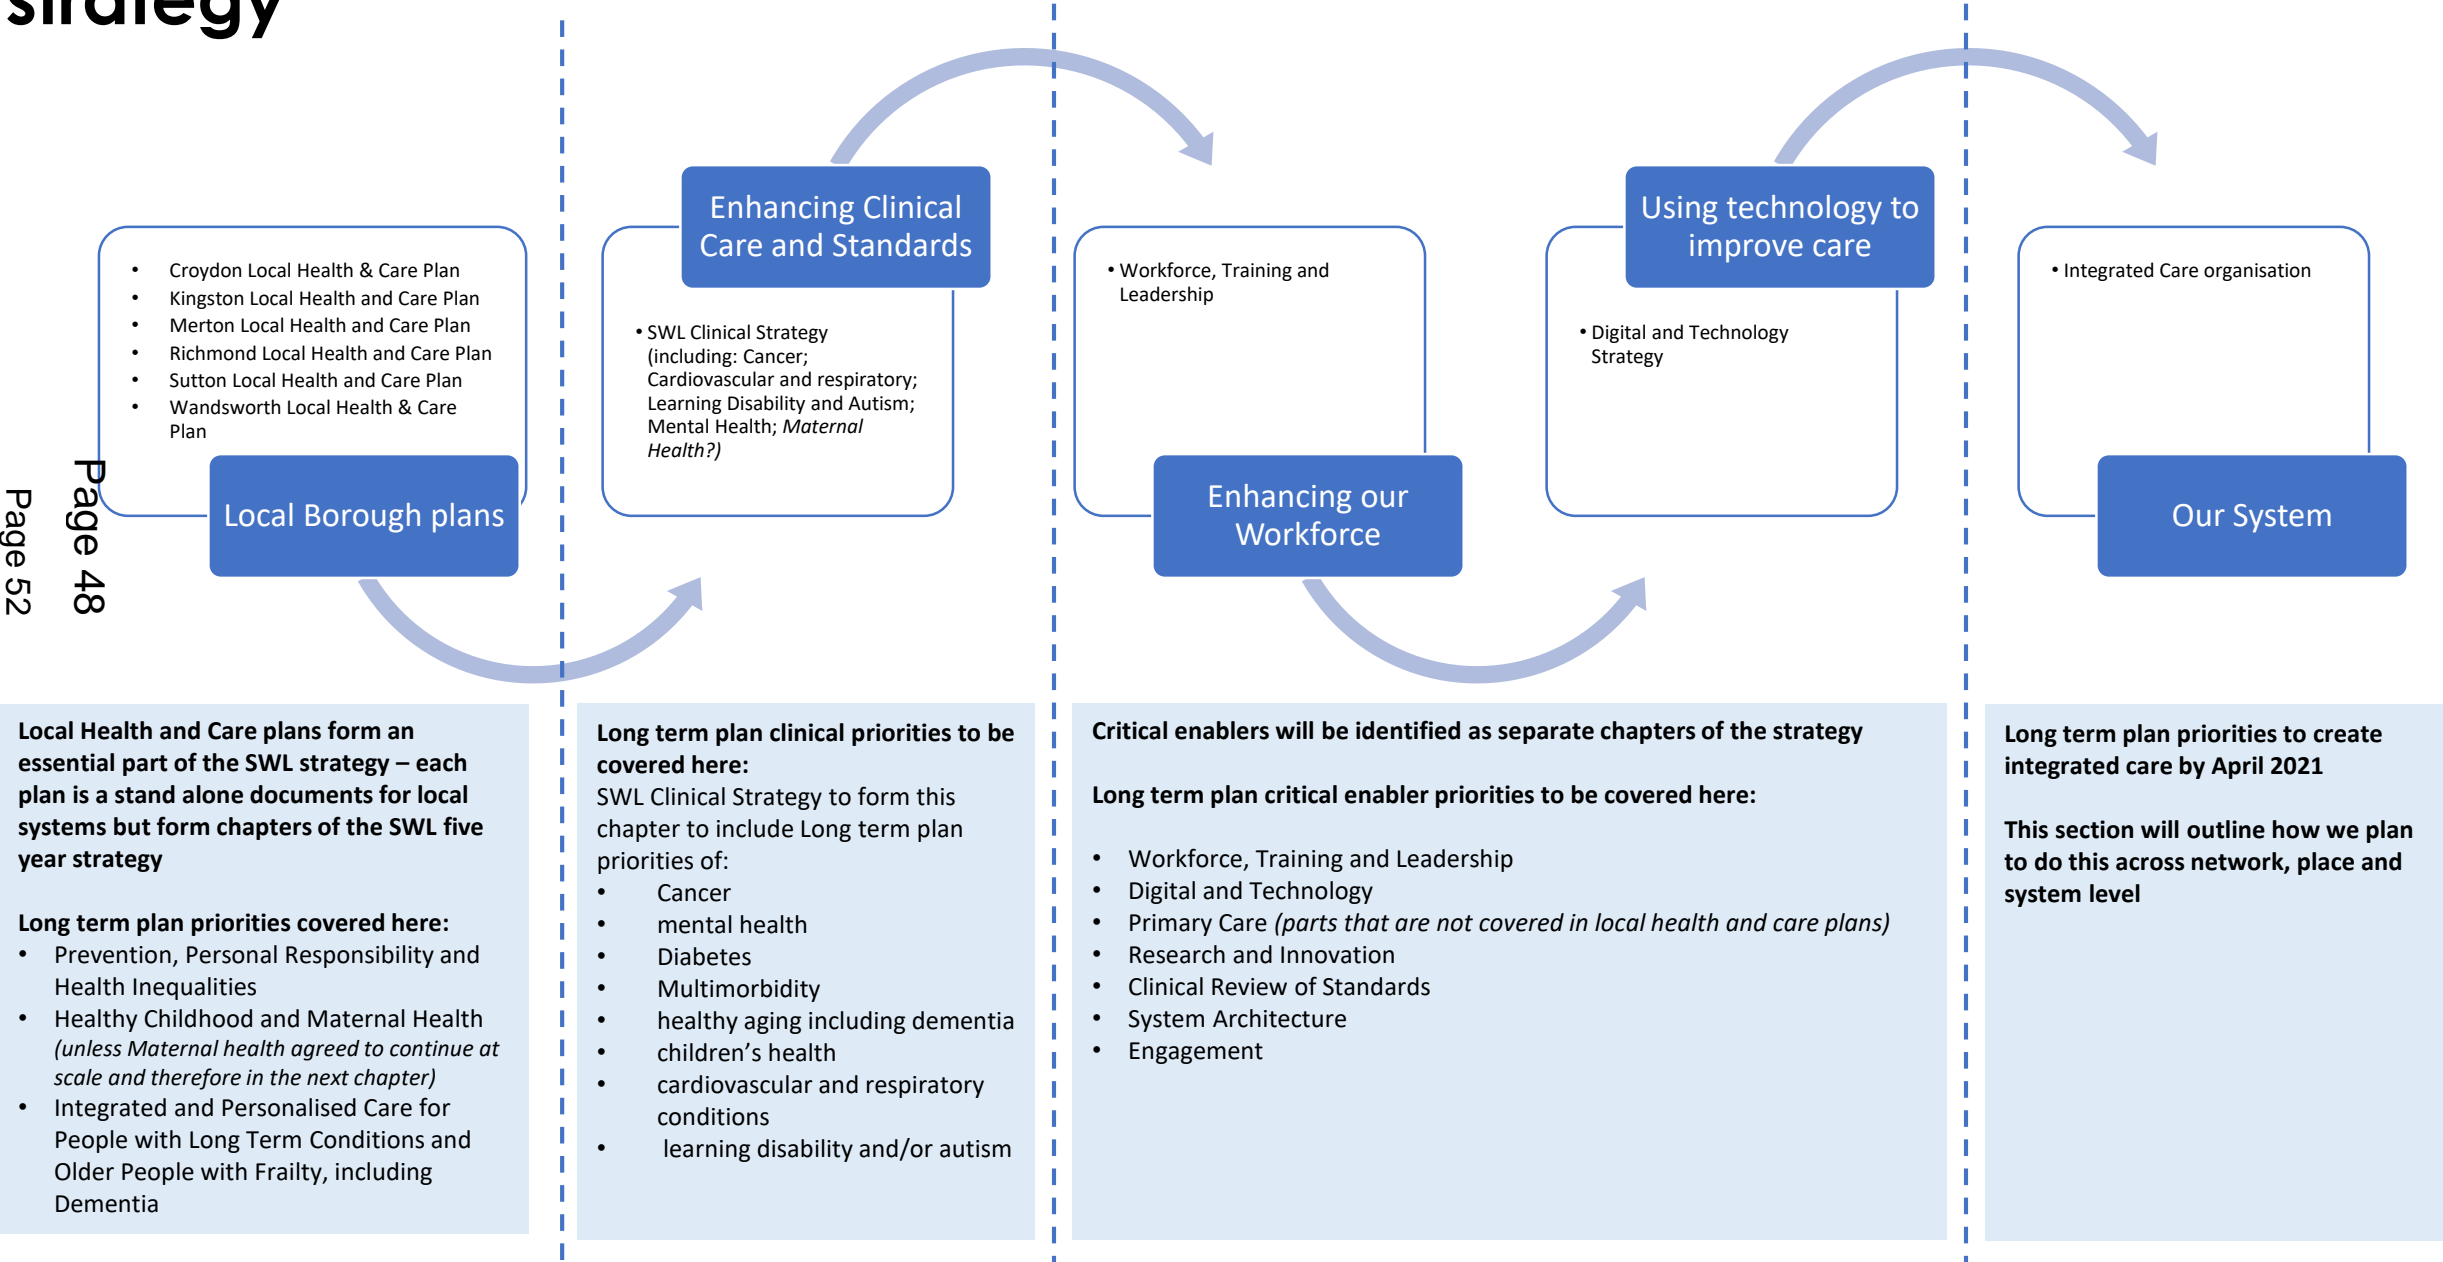 strategy
• Croydon Local Health & Care Plan
• Kingston Local Health and Care Plan
• Merton Local Health and Care Plan
• Richmond Local Health and Care Plan
• Sutton Local Health and Care Plan
• Wandsworth Local Health & Care
Plan
Local Borough plans
Enhancing Clinical
Care and Standards
• SWL Clinical Strategy
(including: Cancer;
Cardiovascular and respiratory;
Learning Disability and Autism;
Mental Health; Maternal
Health?)
• Workforce, Training and
Leadership
Enhancing our
Workforce
Using technology to
improve care
• Digital and Technology
Strategy
• Integrated Care organisation
Our System
Page 48
Page 52
Local Health and Care plans form an
essential part of the SWL strategy – each
plan is a stand alone documents for local
systems but form chapters of the SWL five
year strategy
Long term plan priorities covered here:
• Prevention, Personal Responsibility and
Health Inequalities
• Healthy Childhood and Maternal Health
(unless Maternal health agreed to continue at
scale and therefore in the next chapter)
• Integrated and Personalised Care for
People with Long Term Conditions and
Older People with Frailty, including
Dementia
Long term plan clinical priorities to be
covered here:
SWL Clinical Strategy to form this
chapter to include Long term plan
priorities of:
• Cancer
• mental health
• Diabetes
• Multimorbidity
• healthy aging including dementia
• children’s health
• cardiovascular and respiratory
conditions
• learning disability and/or autism
Critical enablers will be identified as separate chapters of the strategy
Long term plan critical enabler priorities to be covered here:
• Workforce, Training and Leadership
• Digital and Technology
• Primary Care (parts that are not covered in local health and care plans)
• Research and Innovation
• Clinical Review of Standards
• System Architecture
• Engagement
Long term plan priorities to create
integrated care by April 2021
This section will outline how we plan
to do this across network, place and
system level